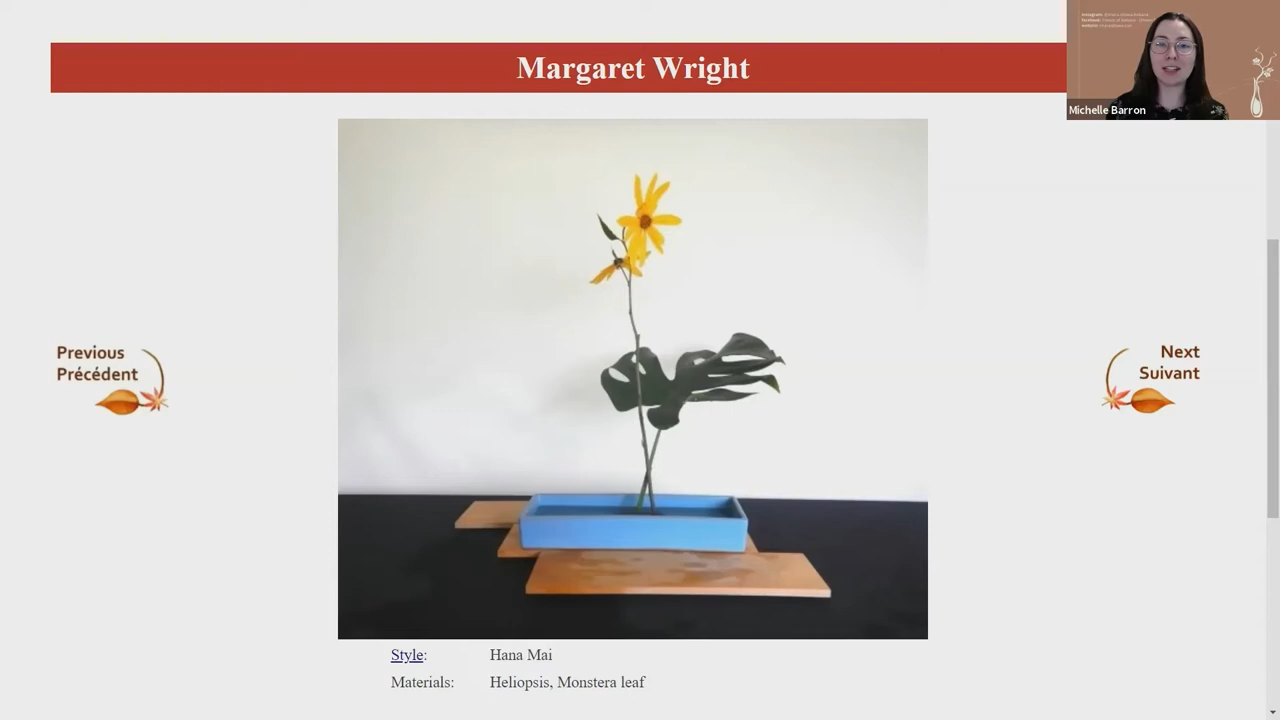 Margaret Wright
Michelle Barron
Previous
Précédent
Next
Suivant
Style: Hana Mai
Materials: Heliopsis, Monstera leaf